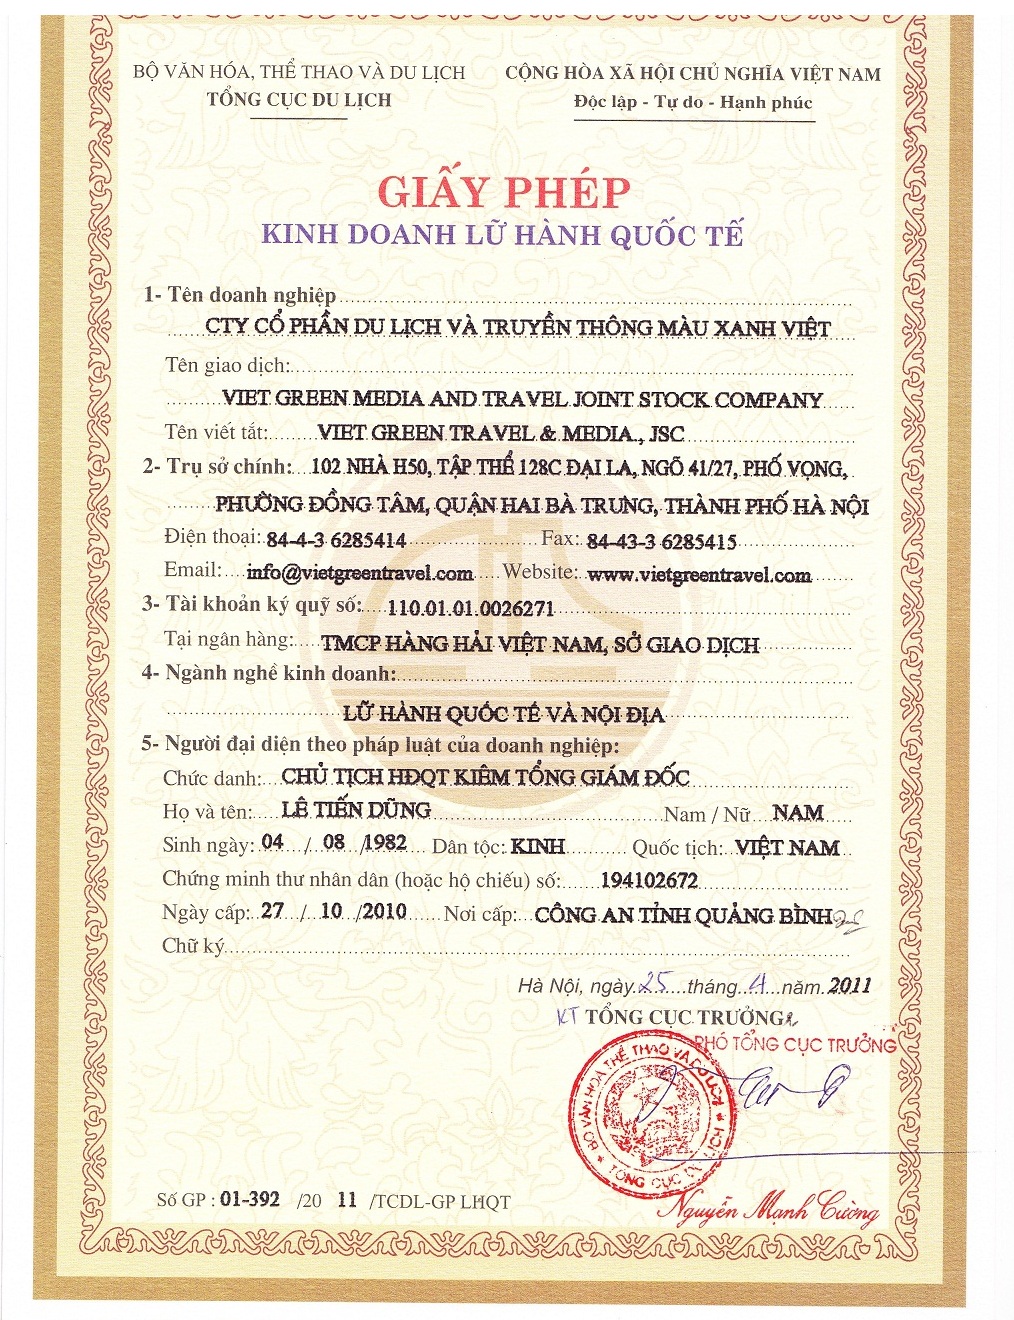 BỘ VĂN HÓA, THỂ THAO VÀ DU LỊCH
TỔNG CỤC DU LỊCH
CỘNG HÒA XÃ HỘI CHỦ NGHĨA VIỆT NAM
Độc lập - Tự do - Hạnh phúc
GIẤY PHÉP
KINH DOANH LỮ HÀNH QUỐC TẾ
1- Tên doanh nghiệp
CTY CỔ PHẦN DU LỊCH VÀ TRUYỀN THÔNG MÀU XANH VIỆT
Tên giao dịch:
VIET GREEN MEDIA AND TRAVEL JOINT STOCK COMPANY
Tên viết tắt: VIET GREEN TRAVEL & MEDIA., JSC
2- Trụ sở chính: 102 NHÀ H50, TẬP THỂ 128C ĐẠI LA, NGÕ 41/27, PHỐ VỌNG,
PHƯỜNG ĐỒNG TÂM, QUẬN HAI BÀ TRƯNG, THÀNH PHỐ HÀ NỘI
Điện thoại: 84-4-3 6285414 Fax: 84-43-3 6285415
Email: info@vietgreentravel.com Website: www.vietgreentravel.com
3- Tài khoản ký quỹ số: 110.01.01.0026271
Tại ngân hàng: TMCP HÀNG HẢI VIỆT NAM, SỞ GIAO DỊCH
4- Ngành nghề kinh doanh:
LỮ HÀNH QUỐC TẾ VÀ NỘI ĐỊA
5- Người đại diện theo pháp luật của doanh nghiệp:
Chức danh: CHỦ TỊCH HĐQT KIÊM TỔNG GIÁM ĐỐC
Họ và tên: LÊ TIẾN DŨNG Nam / Nữ NAM
Sinh ngày: 04 / 08 /1982 Dân tộc: KINH Quốc tịch: VIỆT NAM
Chứng minh thư nhân dân (hoặc hộ chiếu) số: 194102672
Ngày cấp: 27 / 10 /2010 Nơi cấp: CÔNG AN TỈNH QUẢNG BÌNH
Chữ ký
Hà Nội, ngày 25 tháng 4 năm 2011
KT TỔNG CỤC TRƯỞNG
PHÓ TỔNG CỤC TRƯỞNG
BỘ VĂN HOÁ THỂ THAO VÀ DU LỊCH
TỔNG CỤC DU LỊCH
Nguyễn Mạnh Cường
Số GP : 01-392 /20 11 /TCDL-GP LHQT